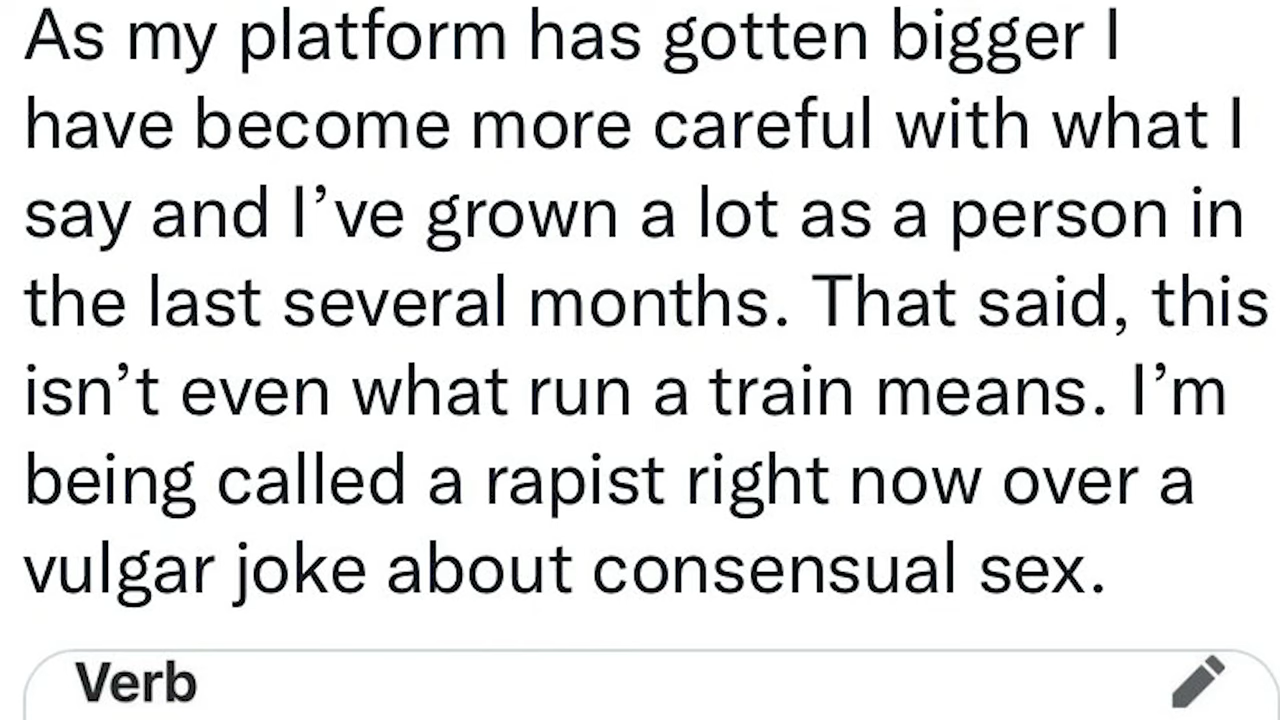 As my platform has gotten bigger I
have become more careful with what I
say and I’ve grown a lot as a person in
the last several months. That said, this
isn’t even what run a train means. I’m
being called a rapist right now over a
vulgar joke about consensual sex.
Verb